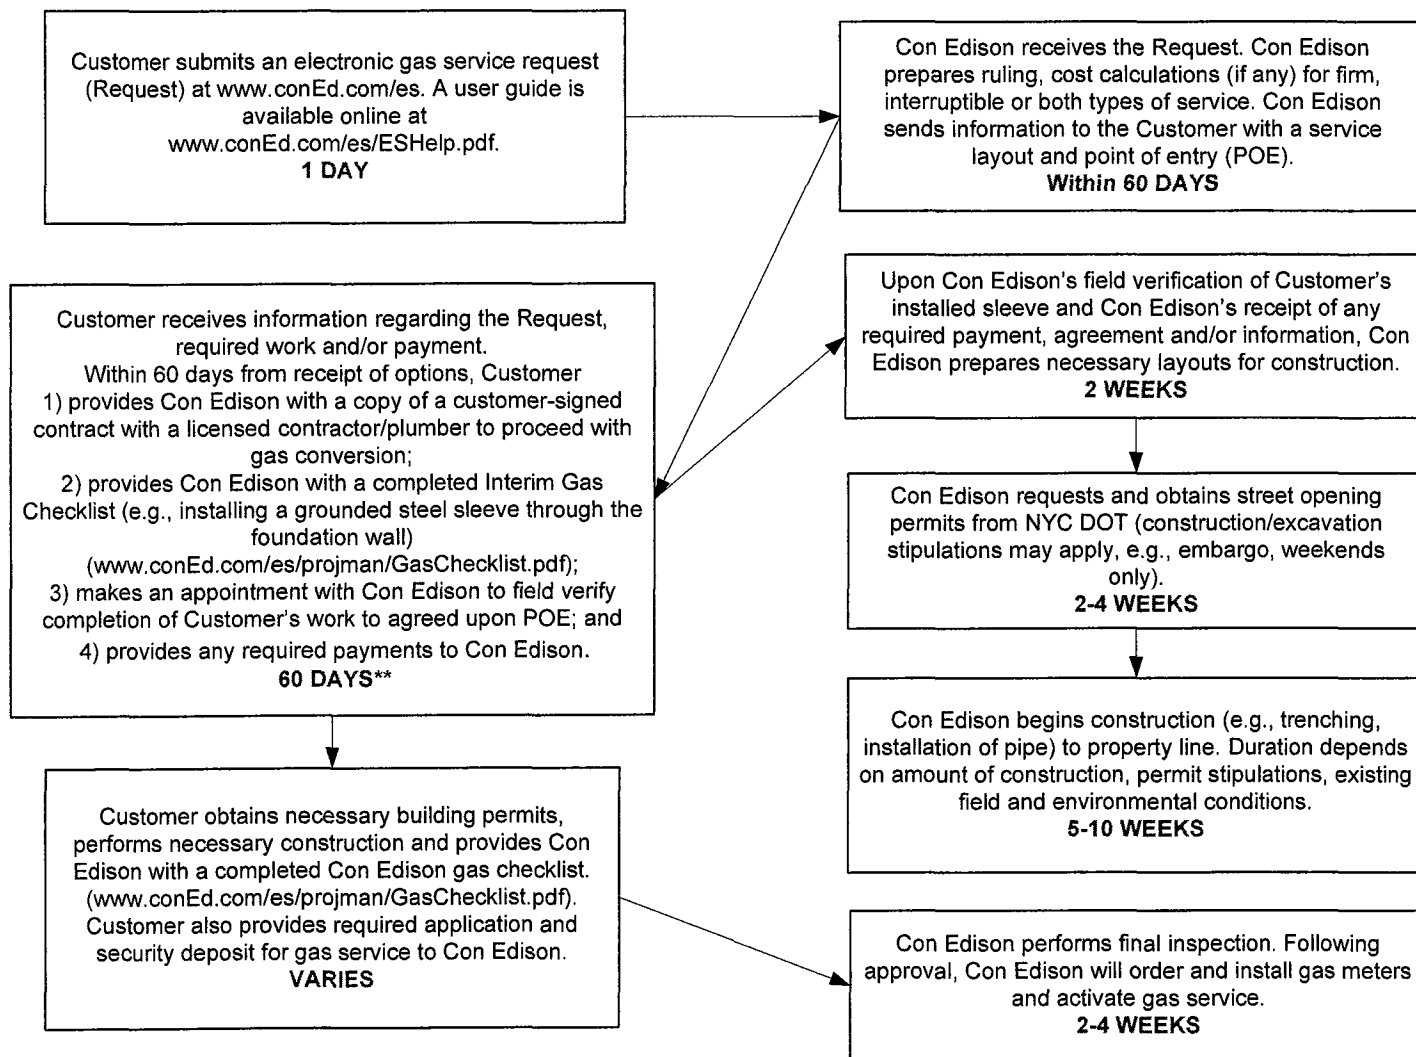 Customer submits an electronic gas service request
(Request) at www.conEd.com/es. A user guide is
available online at
www.conEd.com/es/ESHelp.pdf.
1 DAY
Con Edison receives the Request. Con Edison
prepares ruling, cost calculations (if any) for firm,
interruptible or both types of service. Con Edison
sends information to the Customer with a service
layout and point of entry (POE).
Within 60 DAYS
Customer receives information regarding the Request,
required work and/or payment.
Within 60 days from receipt of options, Customer
1) provides Con Edison with a copy of a customer-signed
contract with a licensed contractor/plumber to proceed with
gas conversion;
2) provides Con Edison with a completed Interim Gas
Checklist (e.g., installing a grounded steel sleeve through the
foundation wall)
(www.conEd.com/es/projman/GasChecklist.pdf);
3) makes an appointment with Con Edison to field verify
completion of Customer's work to agreed upon POE; and
4) provides any required payments to Con Edison.
60 DAYS**
Upon Con Edison's field verification of Customer's
installed sleeve and Con Edison's receipt of any
required payment, agreement and/or information, Con
Edison prepares necessary layouts for construction.
2 WEEKS
Con Edison requests and obtains street opening
permits from NYC DOT (construction/excavation
stipulations may apply, e.g., embargo, weekends
only).
2-4 WEEKS
Con Edison begins construction (e.g., trenching,
installation of pipe) to property line. Duration depends
on amount of construction, permit stipulations, existing
field and environmental conditions.
5-10 WEEKS
Customer obtains necessary building permits,
performs necessary construction and provides Con
Edison with a completed Con Edison gas checklist.
(www.conEd.com/es/projman/GasChecklist.pdf).
Customer also provides required application and
security deposit for gas service to Con Edison.
VARIES
Con Edison performs final inspection. Following
approval, Con Edison will order and install gas meters
and activate gas service.
2-4 WEEKS